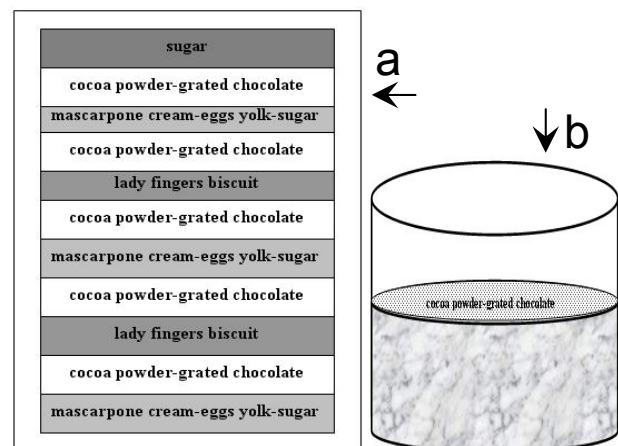 sugar
cocoa powder-grated chocolate
mascarpone cream-eggs yolk-sugar
cocoa powder-grated chocolate
lady fingers biscuit
cocoa powder-grated chocolate
mascarpone cream-eggs yolk-sugar
cocoa powder-grated chocolate
lady fingers biscuit
cocoa powder-grated chocolate
mascarpone cream-eggs yolk-sugar
a
b
cocoa powder-grated chocolate